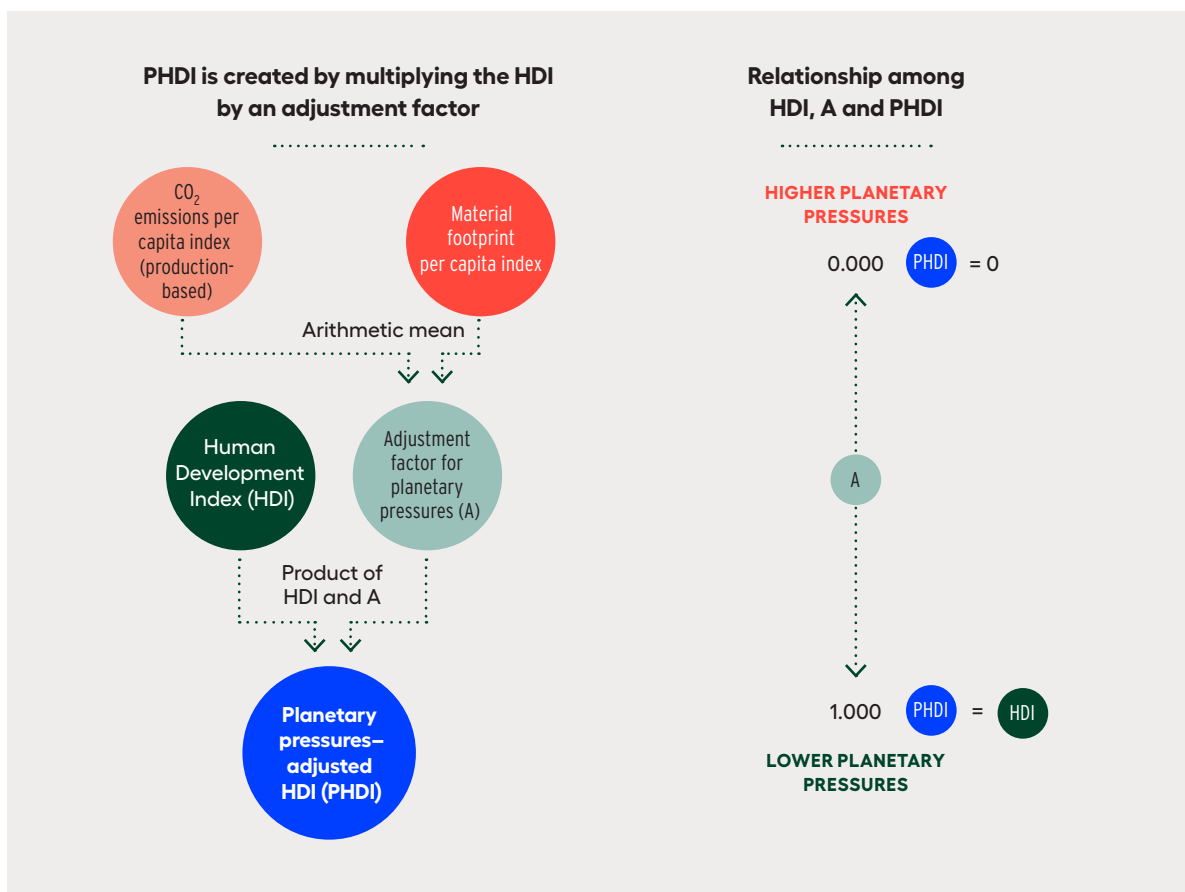 PHDI is created by multiplying the HDI
by an adjustment factor
CO₂
emissions per
capita index
(production-
based)
Material
footprint
per capita index
Arithmetic mean
Human
Development
Index (HDI)
Adjustment
factor for
planetary
pressures (A)
Product of
HDI and A
Planetary
pressures–
adjusted
HDI (PHDI)
Relationship among
HDI, A and PHDI
HIGHER PLANETARY
PRESSURES
0.000 PHDI = 0
A
1.000 PHDI = HDI
LOWER PLANETARY
PRESSURES